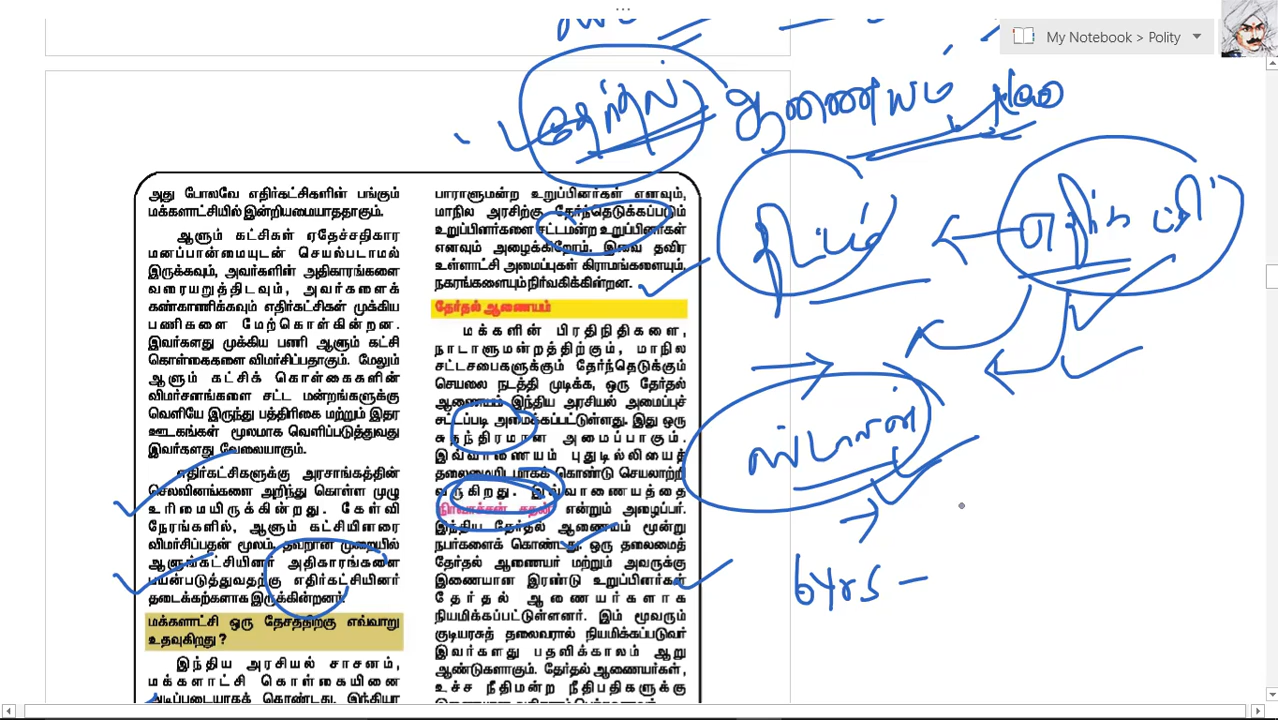 My Notebook > Polity
தேர்தல் ஆணையம்
திட்டம்
எதிர்கட்சி
ஸ்டாலின்
6yrs –
அது போலவே எதிர்கட்சிகளின் பங்கும்
மக்களாட்சியில் இன்றியமையாததாகும்.
ஆளும் கட்சிகள் ஏதேச்சதிகார
மனப்பான்மையுடன் செயல்படாமல்
இருக்கவும், அவர்களின் அதிகாரங்களை
வரையறுத்திடவும், அவர்களைக்
கண்காணிக்கவும் எதிர்கட்சிகள் முக்கிய
பணிகளை மேற்கொள்கின்றன.
இவர்களது முக்கிய பணி ஆளும் கட்சி
கொள்கைகளை விமர்சிப்பதாகும். மேலும்
ஆளும் கட்சிக் கொள்கைகளின்
விமர்சனங்களை சட்ட மன்றங்களுக்கு
வெளியே இருந்து பத்திரிகை மற்றும் இதர
ஊடகங்கள் மூலமாக வெளிப்படுத்துவது
இவர்களது வேலையாகும்.
எதிர்கட்சிகளுக்கு அரசாங்கத்தின்
செலவினங்களை அறிந்து கொள்ள முழு
உரிமையிருக்கின்றது. கேள்வி
நேரங்களில், ஆளும் கட்சியினரை
விமர்சிப்பதன் மூலம், தவறான முறையில்
ஆளுங்கட்சியினர் அதிகாரங்களை
பயன்படுத்துவதற்கு எதிர்கட்சியினர்
தடைக்கற்களாக இருக்கின்றனர்.
மக்களாட்சி ஒரு தேசத்திற்கு எவ்வாறு
உதவுகிறது ?
இந்திய அரசியல் சாசனம்,
மக்களாட்சி கொள்கையினை
அடிப்படையாகக் கொண்டது. இந்தியா
பாராளுமன்ற உறுப்பினர்கள் எனவும்,
மாநில அரசிற்கு தேர்ந்தெடுக்கப்படும்
உறுப்பினர்களை சட்டமன்ற உறுப்பினர்கள்
எனவும் அழைக்கிறோம். இவை தவிர
உள்ளாட்சி அமைப்புகள் கிராமங்களையும்,
நகரங்களையும் நிர்வகிக்கின்றன.
தேர்தல் ஆணையம்
மக்களின் பிரதிநிதிகளை,
நாடாளுமன்றத்திற்கும், மாநில
சட்டசபைகளுக்கும் தேர்ந்தெடுக்கும்
செயலை நடத்தி முடிக்க, ஒரு தேர்தல்
ஆணையம் இந்திய அரசியல் அமைப்புச்
சட்டப்படி அமைக்கப்பட்டுள்ளது. இது ஒரு
சுதந்திரமான அமைப்பாகும்.
இவ்வாணையம் புதுடில்லியைத்
தலைமையிடமாகக் கொண்டு செயலாற்றி
வருகிறது. இவ்வாணையத்தை
நிர்வாக்சன் சதன் என்றும் அழைப்பர்.
இந்திய தேர்தல் ஆணையம் மூன்று
நபர்களைக் கொண்டது. ஒரு தலைமைத்
தேர்தல் ஆணையர் மற்றும் அவருக்கு
இணையான இரண்டு உறுப்பினர்கள்
தேர்தல் ஆணையர்களாக
நியமிக்கப்பட்டுள்ளனர். இம் மூவரும்
குடியரசுத் தலைவரால் நியமிக்கப்படுவர்
இவர்களது பதவிக்காலம் ஆறு
ஆண்டுகளாகும். தேர்தல் ஆணையர்கள்,
உச்ச நீதிமன்ற நீதிபதிகளுக்கு